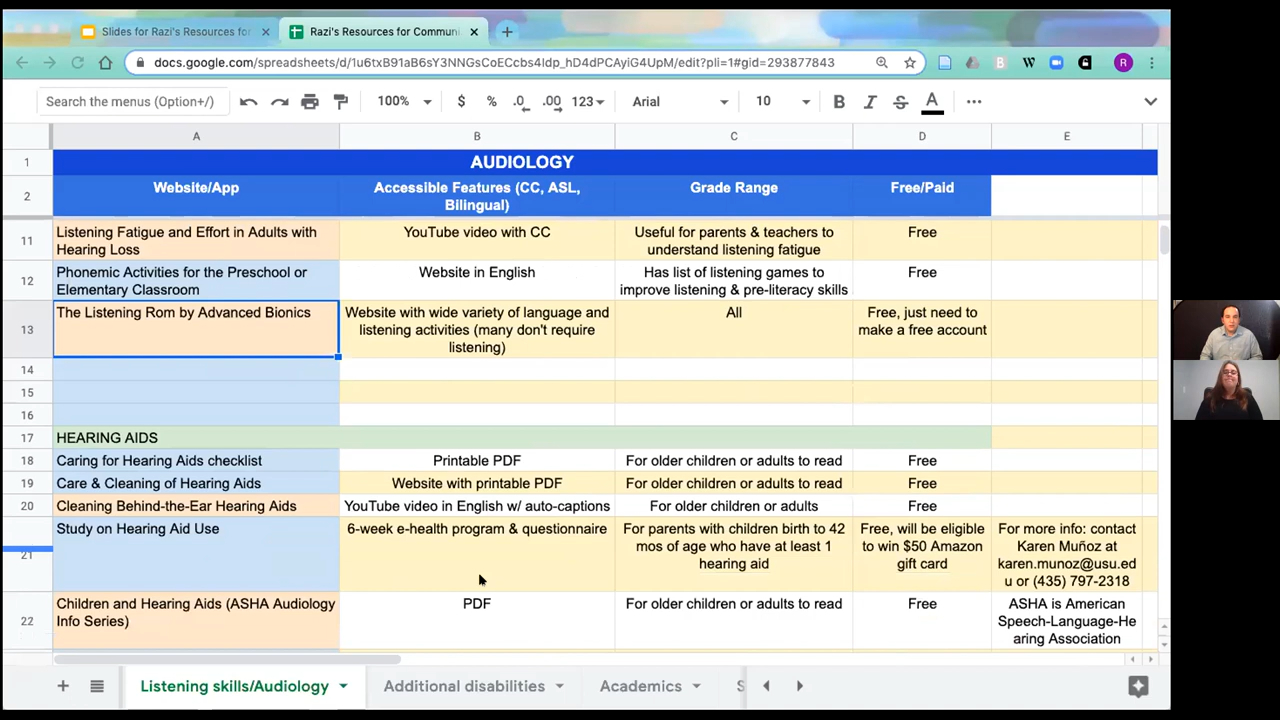 Slides for Razi's Resources for
Razi's Resources for Communi
docs.google.com/spreadsheets/d/1u6txB91aB6sY3NNGsCoECcbs4Idp_hD4dPCAyiG4UpM/edit?pli=1#gid=293877843
R
Search the menus (Option+/)
100%
$
%
.0
.00
123
Arial
10
B
I
S
A
A
B
C
D
E
1
AUDIOLOGY
2
Website/App
Accessible Features (CC, ASL,
Bilingual)
Grade Range
Free/Paid
11
Listening Fatigue and Effort in Adults with
Hearing Loss
YouTube video with CC
Useful for parents & teachers to
understand listening fatigue
Free
12
Phonemic Activities for the Preschool or
Elementary Classroom
Website in English
Has list of listening games to
improve listening & pre-literacy skills
Free
13
The Listening Rom by Advanced Bionics
Website with wide variety of language and
listening activities (many don't require
listening)
All
Free, just need to
make a free account
14
15
16
17
HEARING AIDS
18
Caring for Hearing Aids checklist
Printable PDF
For older children or adults to read
Free
19
Care & Cleaning of Hearing Aids
Website with printable PDF
For older children or adults to read
Free
20
Cleaning Behind-the-Ear Hearing Aids
YouTube video in English w/ auto-captions
For older children or adults
Free
21
Study on Hearing Aid Use
6-week e-health program & questionnaire
For parents with children birth to 42
mos of age who have at least 1
hearing aid
Free, will be eligible
to win $50 Amazon
gift card
For more info: contact
Karen Muñoz at
karen.munoz@usu.ed
u or (435) 797-2318
22
Children and Hearing Aids (ASHA Audiology
Info Series)
PDF
For older children or adults to read
Free
ASHA is American
Speech-Language-He
aring Association
Listening skills/Audiology
Additional disabilities
Academics